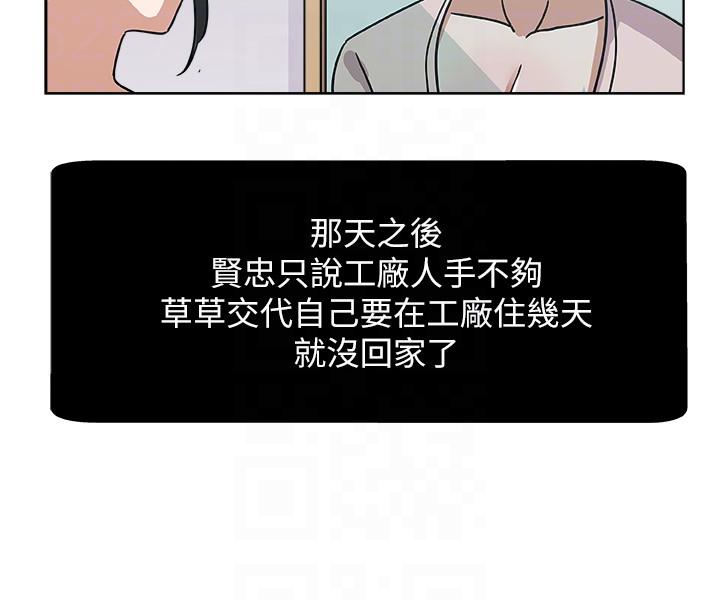 那天之後
賢忠只說工廠人手不夠
草草交代自己要在工廠住幾天
就沒回家了